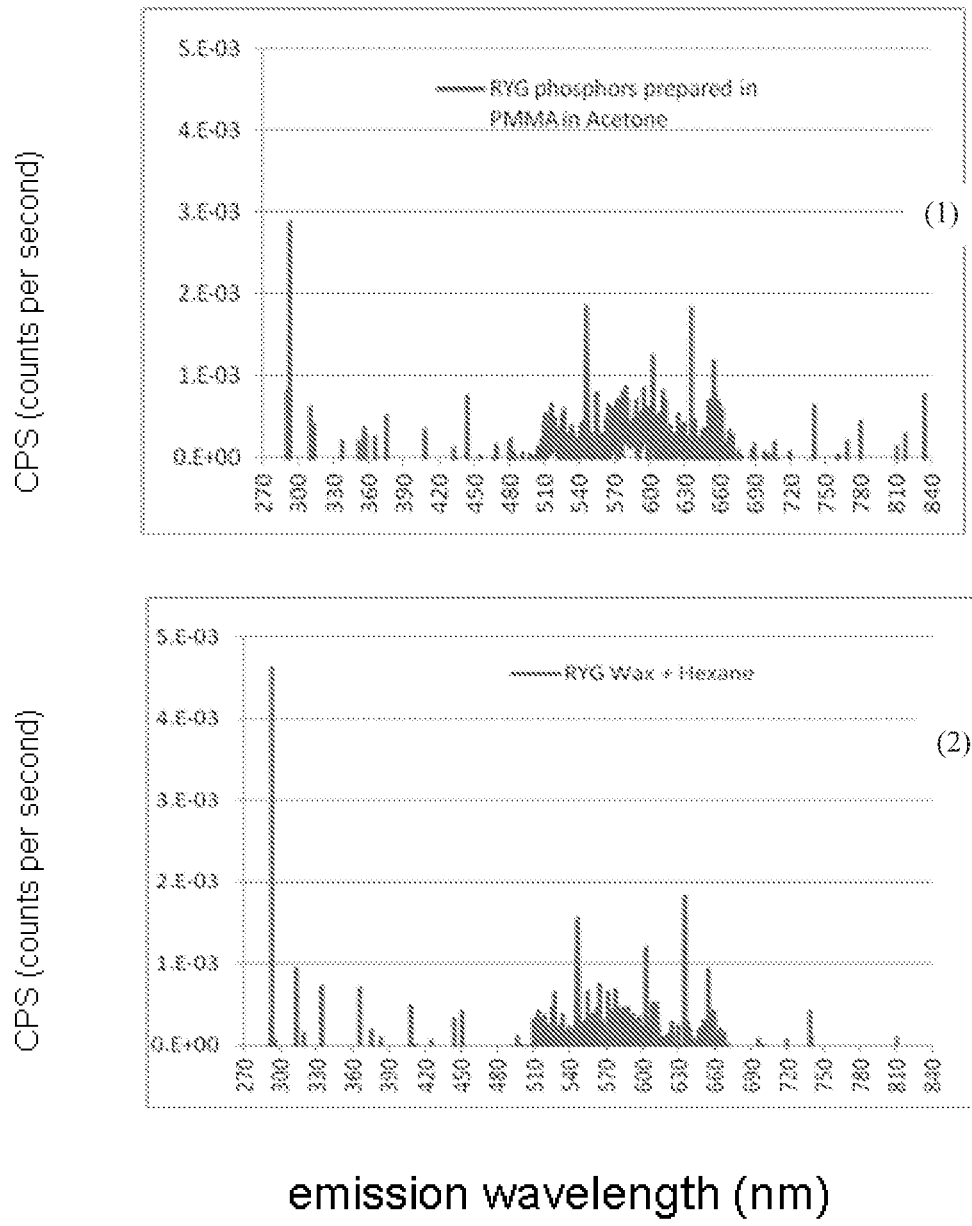 CPS (counts per second)
5.E-03
4.E-03
3.E-03
2.E-03
1.E-03
0.E+00
RYG phosphors prepared in
PMMA in Acetone
(1)
270 300 330 360 390 420 450 480 510 540 570 600 630 660 690 720 750 780 810 840
CPS (counts per second)
5.E-03
4.E-03
3.E-03
2.E-03
1.E-03
0.E+00
RYG Wax + Hexane
(2)
270 300 330 360 390 420 450 480 510 540 570 600 630 660 690 720 750 780 810 840
emission wavelength (nm)